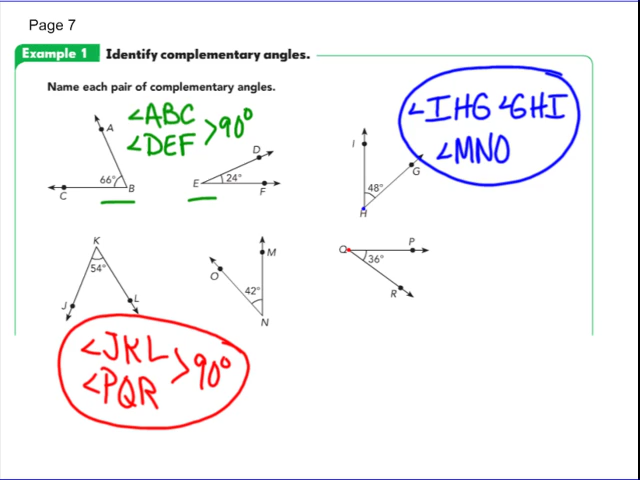 Page 7
Example 1 Identify complementary angles.
Name each pair of complementary angles.
∠ABC
∠DEF >90°
∠IHG ∠GHI
∠MNO
A
66°
C
B
D
E
24°
F
I
G
48°
H
K
54°
J
L
M
O
42°
N
Q
P
36°
R
∠JKL
∠PQR >90°